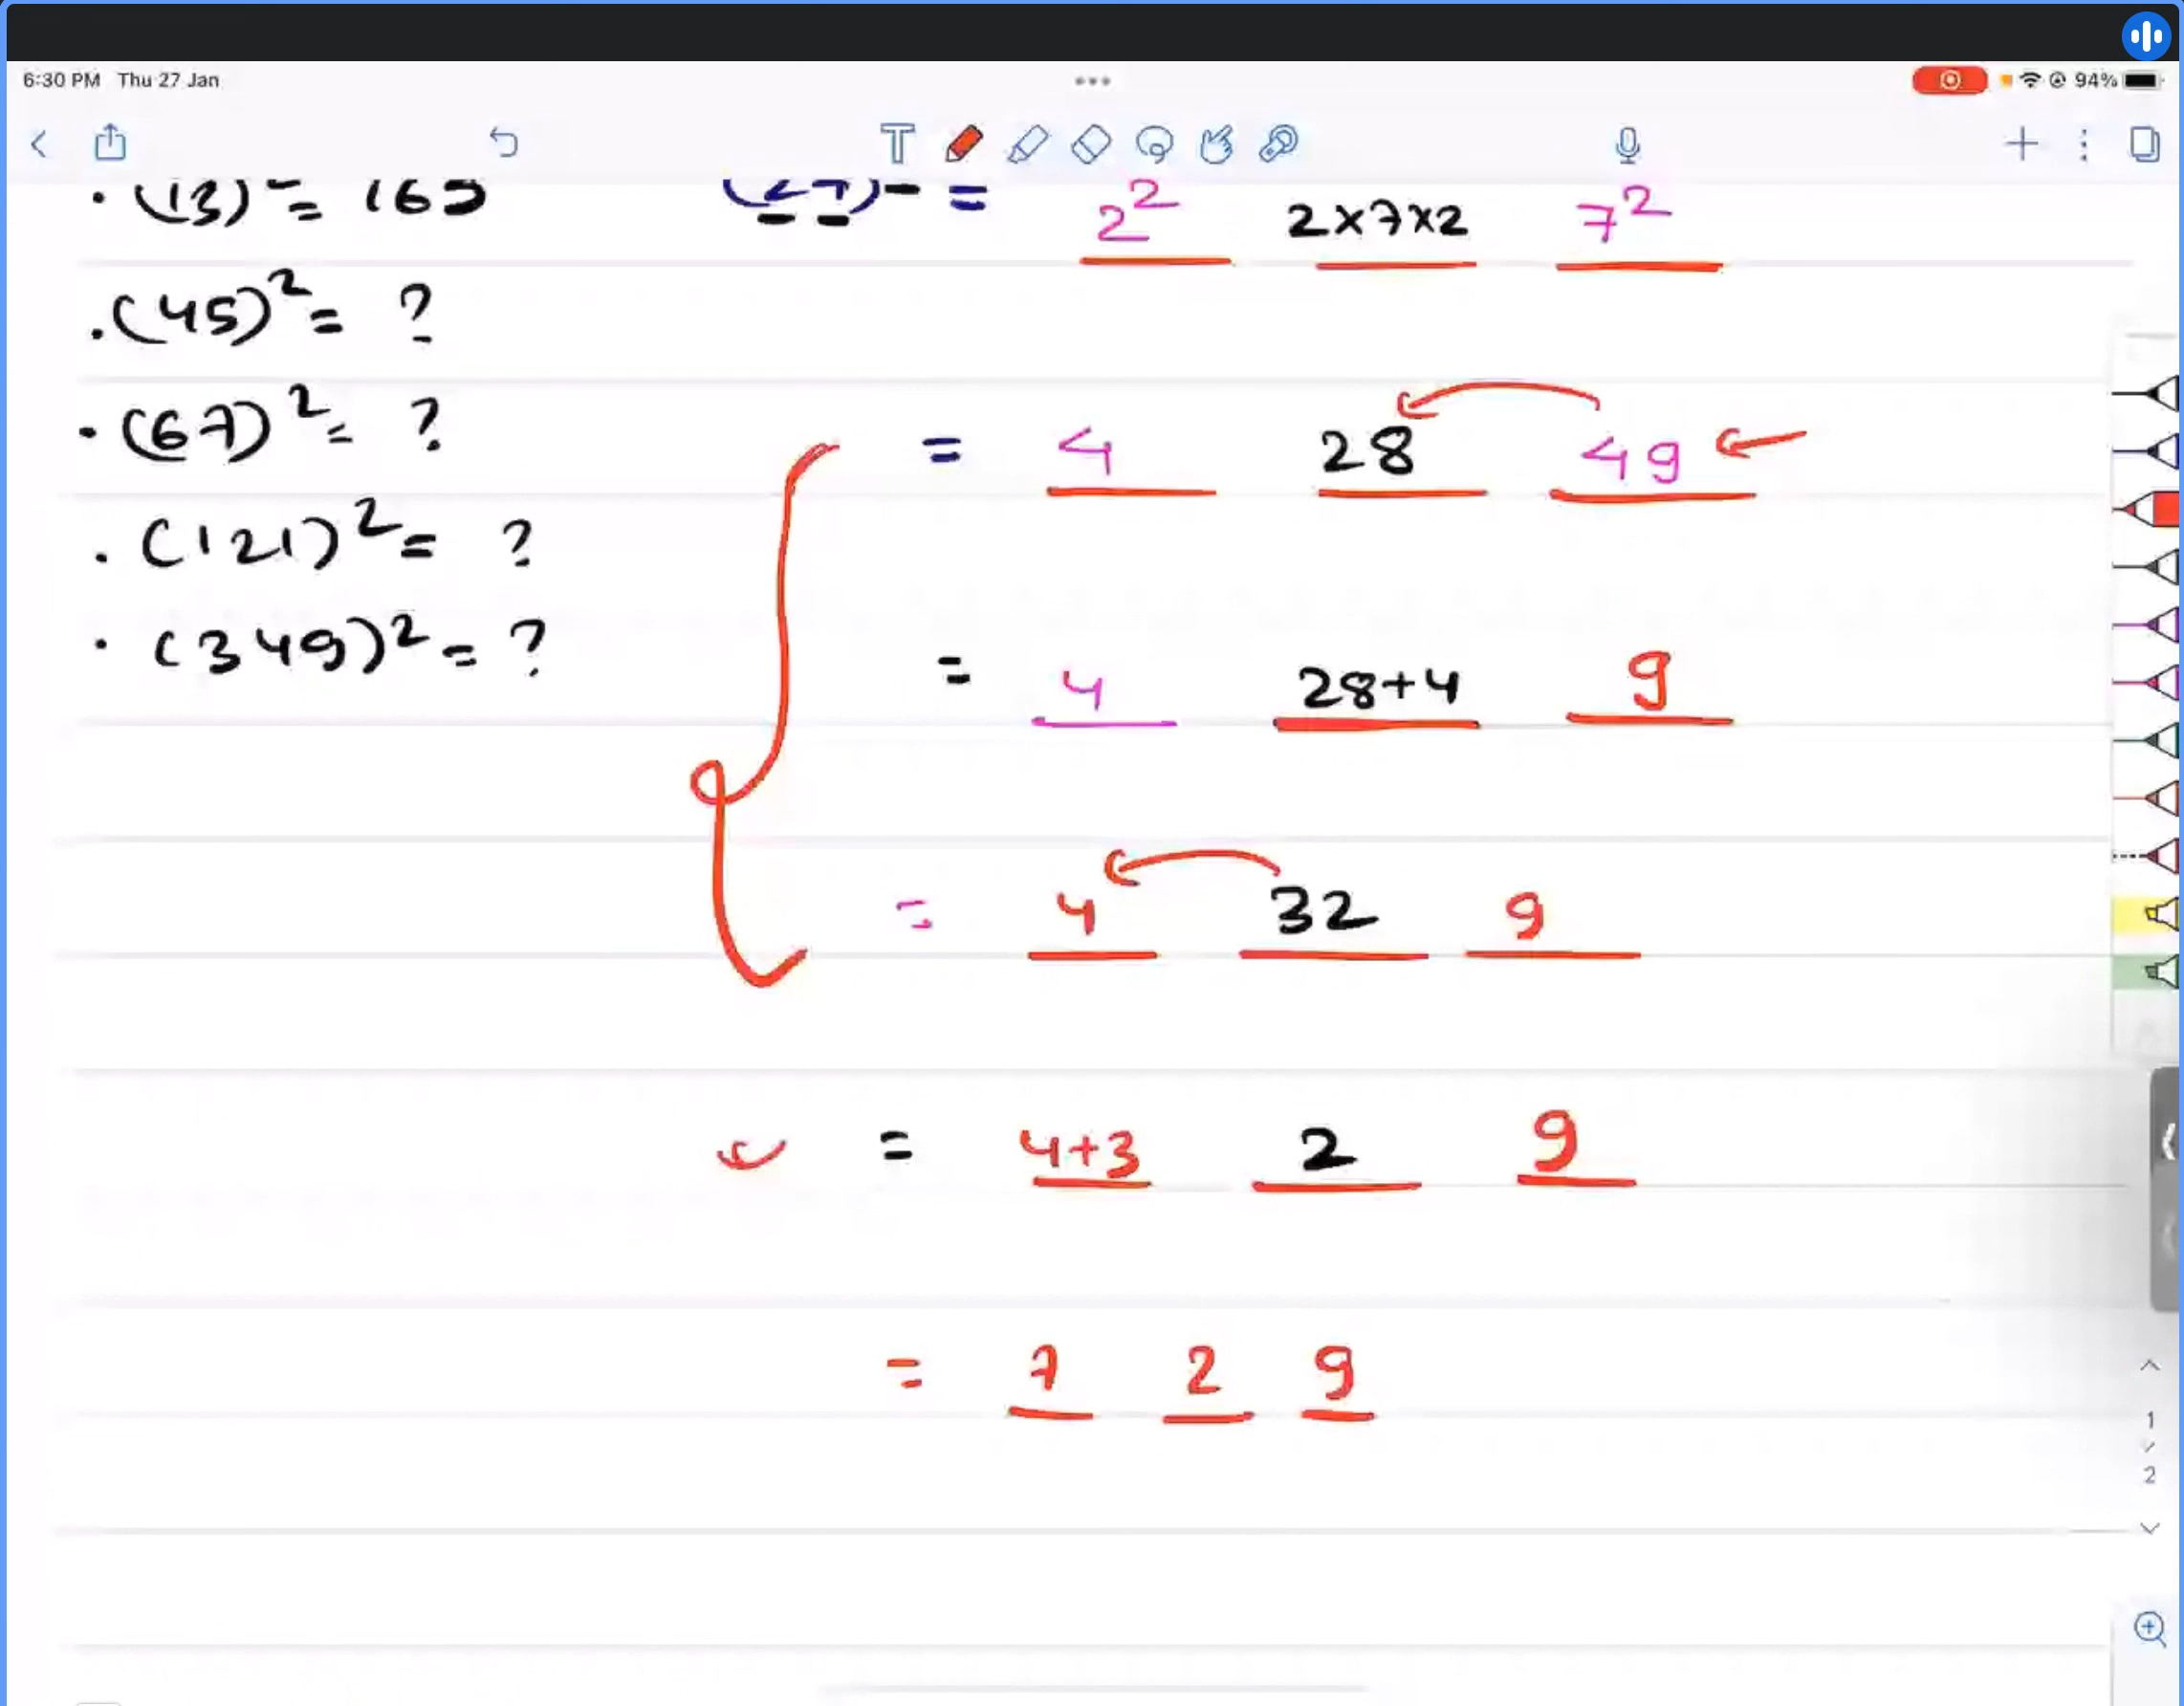 6:30 PM Thu 27 Jan
94%
T
· (13)² = 169
(27)² = 2² 2×7×2 7²
· (45)² = ?
· (67)² = ?
= 4 28 49
· (121)² = ?
· (349)² = ?
= 4 28+4 9
= 4 32 9
= 4+3 2 9
= 7 2 9
1
/
2